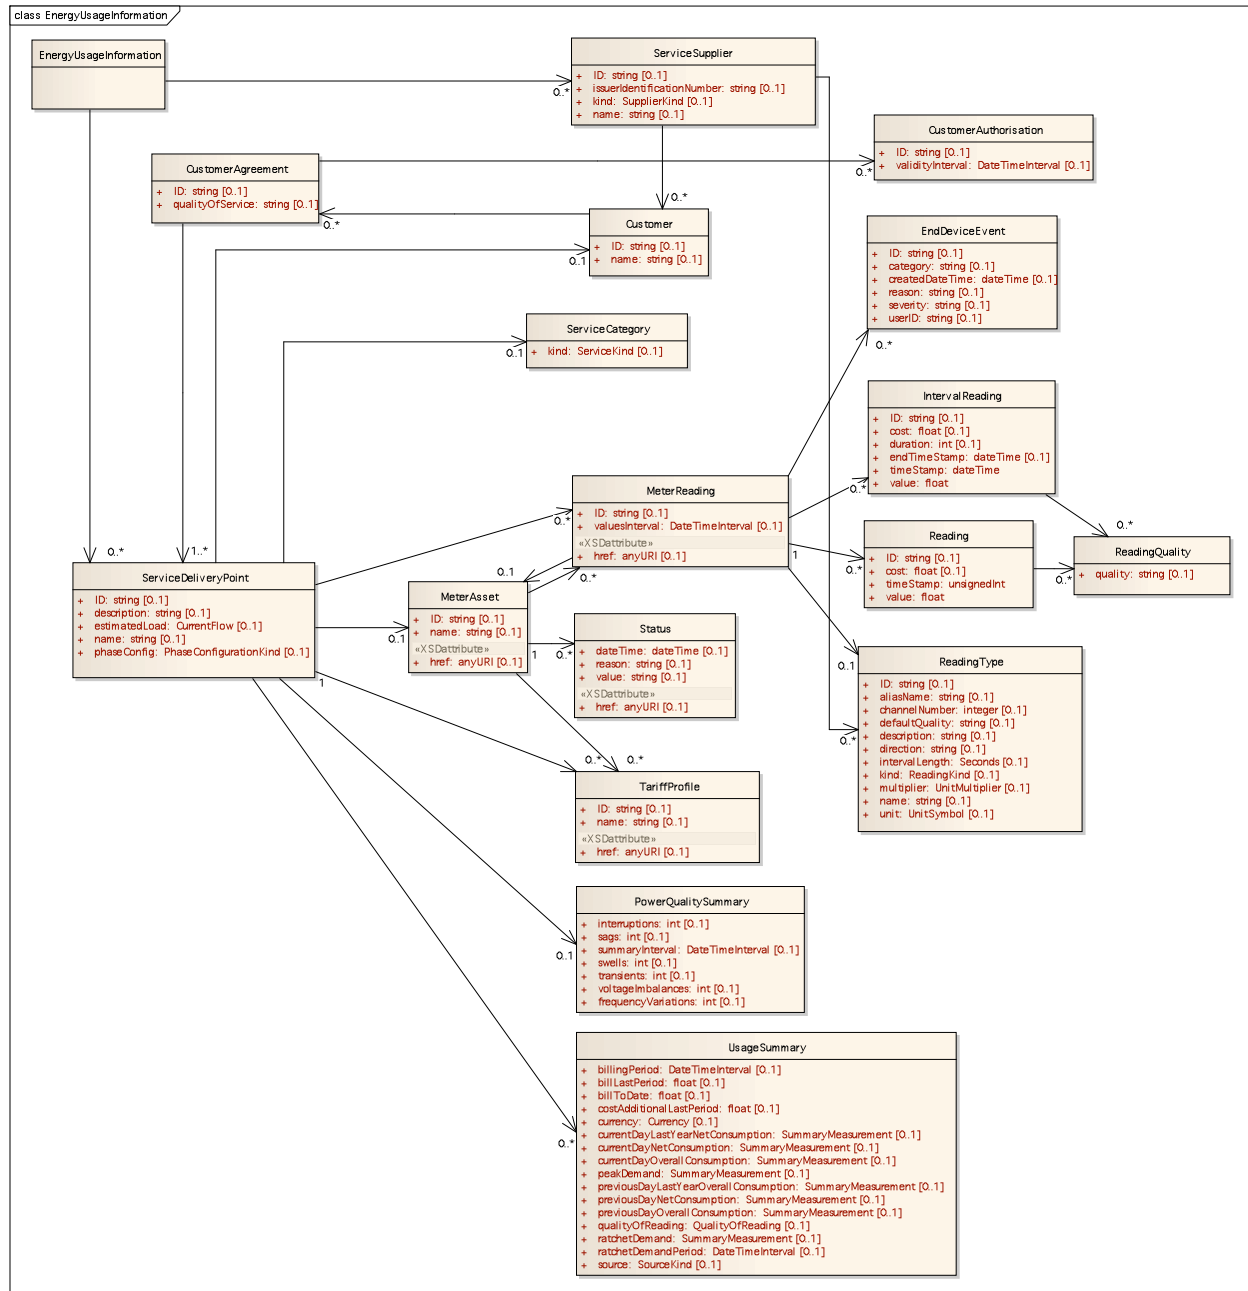 class EnergyUsageInformation
EnergyUsageInformation
ServiceSupplier
+ ID: string [0..1]
+ issuerIdentificationNumber: string [0..1]
+ kind: SupplierKind [0..1]
+ name: string [0..1]
0..*
CustomerAuthorisation
+ ID: string [0..1]
+ validityInterval: DateTimeInterval [0..1]
0..*
CustomerAgreement
+ ID: string [0..1]
+ qualityOfService: string [0..1]
0..*
0..*
Customer
+ ID: string [0..1]
+ name: string [0..1]
0..1
EndDeviceEvent
+ ID: string [0..1]
+ category: string [0..1]
+ createdDateTime: dateTime [0..1]
+ reason: string [0..1]
+ severity: string [0..1]
+ userID: string [0..1]
0..*
ServiceCategory
+ kind: ServiceKind [0..1]
0..1
IntervalReading
+ ID: string [0..1]
+ cost: float [0..1]
+ duration: int [0..1]
+ endTimeStamp: dateTime [0..1]
+ timeStamp: dateTime
+ value: float
0..*
MeterReading
+ ID: string [0..1]
+ valuesInterval: DateTimeInterval [0..1]
«XSDattribute»
+ href: anyURI [0..1]
0..*
1
0..1
0..*
Reading
+ ID: string [0..1]
+ cost: float [0..1]
+ timeStamp: unsignedInt
+ value: float
0..*
0..*
ReadingQuality
+ quality: string [0..1]
0..*
0..*
1..*
ServiceDeliveryPoint
+ ID: string [0..1]
+ description: string [0..1]
+ estimatedLoad: CurrentFlow [0..1]
+ name: string [0..1]
+ phaseConfig: PhaseConfigurationKind [0..1]
1
MeterAsset
+ ID: string [0..1]
+ name: string [0..1]
«XSDattribute»
+ href: anyURI [0..1]
0..1
1
0..*
Status
+ dateTime: dateTime [0..1]
+ reason: string [0..1]
+ value: string [0..1]
«XSDattribute»
+ href: anyURI [0..1]
0..1
0..*
ReadingType
+ ID: string [0..1]
+ aliasName: string [0..1]
+ channelNumber: integer [0..1]
+ defaultQuality: string [0..1]
+ description: string [0..1]
+ direction: string [0..1]
+ intervalLength: Seconds [0..1]
+ kind: ReadingKind [0..1]
+ multiplier: UnitMultiplier [0..1]
+ name: string [0..1]
+ unit: UnitSymbol [0..1]
0..*
0..*
TariffProfile
+ ID: string [0..1]
+ name: string [0..1]
«XSDattribute»
+ href: anyURI [0..1]
PowerQualitySummary
+ interruptions: int [0..1]
+ sags: int [0..1]
+ summaryInterval: DateTimeInterval [0..1]
+ swells: int [0..1]
+ transients: int [0..1]
+ voltageImbalances: int [0..1]
+ frequencyVariations: int [0..1]
0..1
UsageSummary
+ billingPeriod: DateTimeInterval [0..1]
+ billLastPeriod: float [0..1]
+ billToDate: float [0..1]
+ costAdditionalLastPeriod: float [0..1]
+ currency: Currency [0..1]
+ currentDayLastYearNetConsumption: SummaryMeasurement [0..1]
+ currentDayNetConsumption: SummaryMeasurement [0..1]
+ currentDayOverallConsumption: SummaryMeasurement [0..1]
+ peakDemand: SummaryMeasurement [0..1]
+ previousDayLastYearOverallConsumption: SummaryMeasurement [0..1]
+ previousDayNetConsumption: SummaryMeasurement [0..1]
+ previousDayOverallConsumption: SummaryMeasurement [0..1]
+ qualityOfReading: QualityOfReading [0..1]
+ ratchetDemand: SummaryMeasurement [0..1]
+ ratchetDemandPeriod: DateTimeInterval [0..1]
+ source: SourceKind [0..1]
0..*